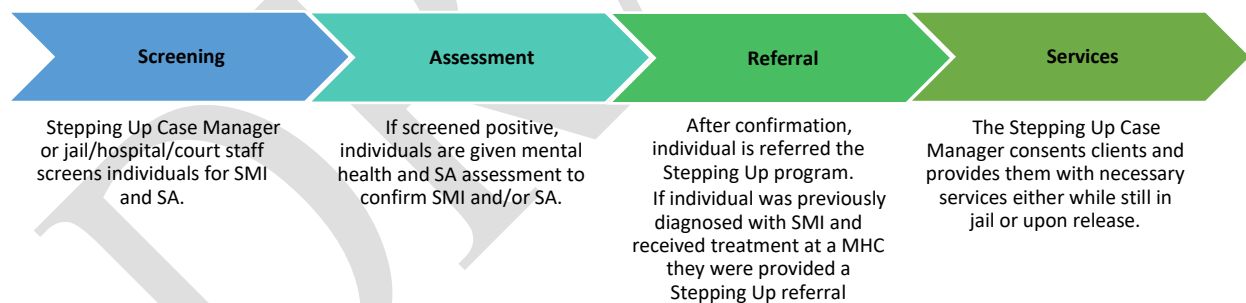 Screening
Assessment
Referral
Services
Stepping Up Case Manager
or jail/hospital/court staff
screens individuals for SMI
and SA.
If screened positive,
individuals are given mental
health and SA assessment to
confirm SMI and/or SA.
After confirmation,
individual is referred the
Stepping Up program.
If individual was previously
diagnosed with SMI and
received treatment at a MHC
they were provided a
Stepping Up referral
The Stepping Up Case
Manager consents clients and
provides them with necessary
services either while still in
jail or upon release.